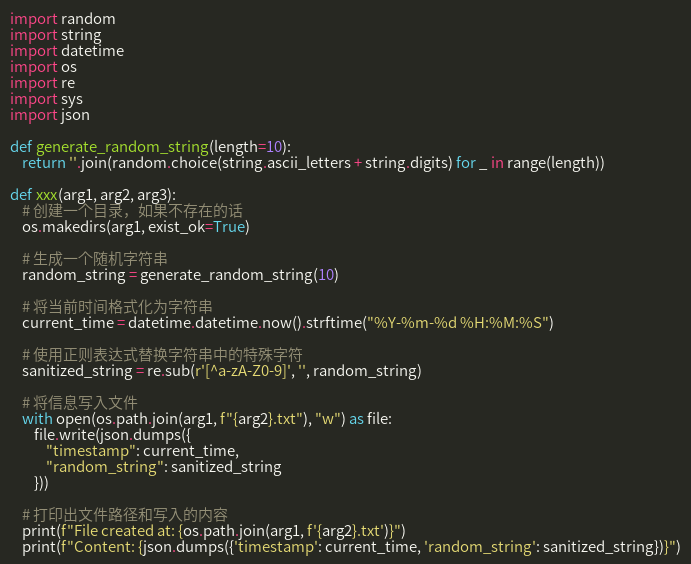 import random
import string
import datetime
import os
import re
import sys
import json

def generate_random_string(length=10):
    return ''.join(random.choice(string.ascii_letters + string.digits) for _ in range(length))

def xxx(arg1, arg2, arg3):
    # 创建一个目录，如果不存在的话
    os.makedirs(arg1, exist_ok=True)

    # 生成一个随机字符串
    random_string = generate_random_string(10)

    # 将当前时间格式化为字符串
    current_time = datetime.datetime.now().strftime("%Y-%m-%d %H:%M:%S")

    # 使用正则表达式替换字符串中的特殊字符
    sanitized_string = re.sub(r'[^a-zA-Z0-9]', '', random_string)

    # 将信息写入文件
    with open(os.path.join(arg1, f"{arg2}.txt"), "w") as file:
        file.write(json.dumps({
            "timestamp": current_time,
            "random_string": sanitized_string
        }))

    # 打印出文件路径和写入的内容
    print(f"File created at: {os.path.join(arg1, f'{arg2}.txt')}")
    print(f"Content: {json.dumps({'timestamp': current_time, 'random_string': sanitized_string})}")